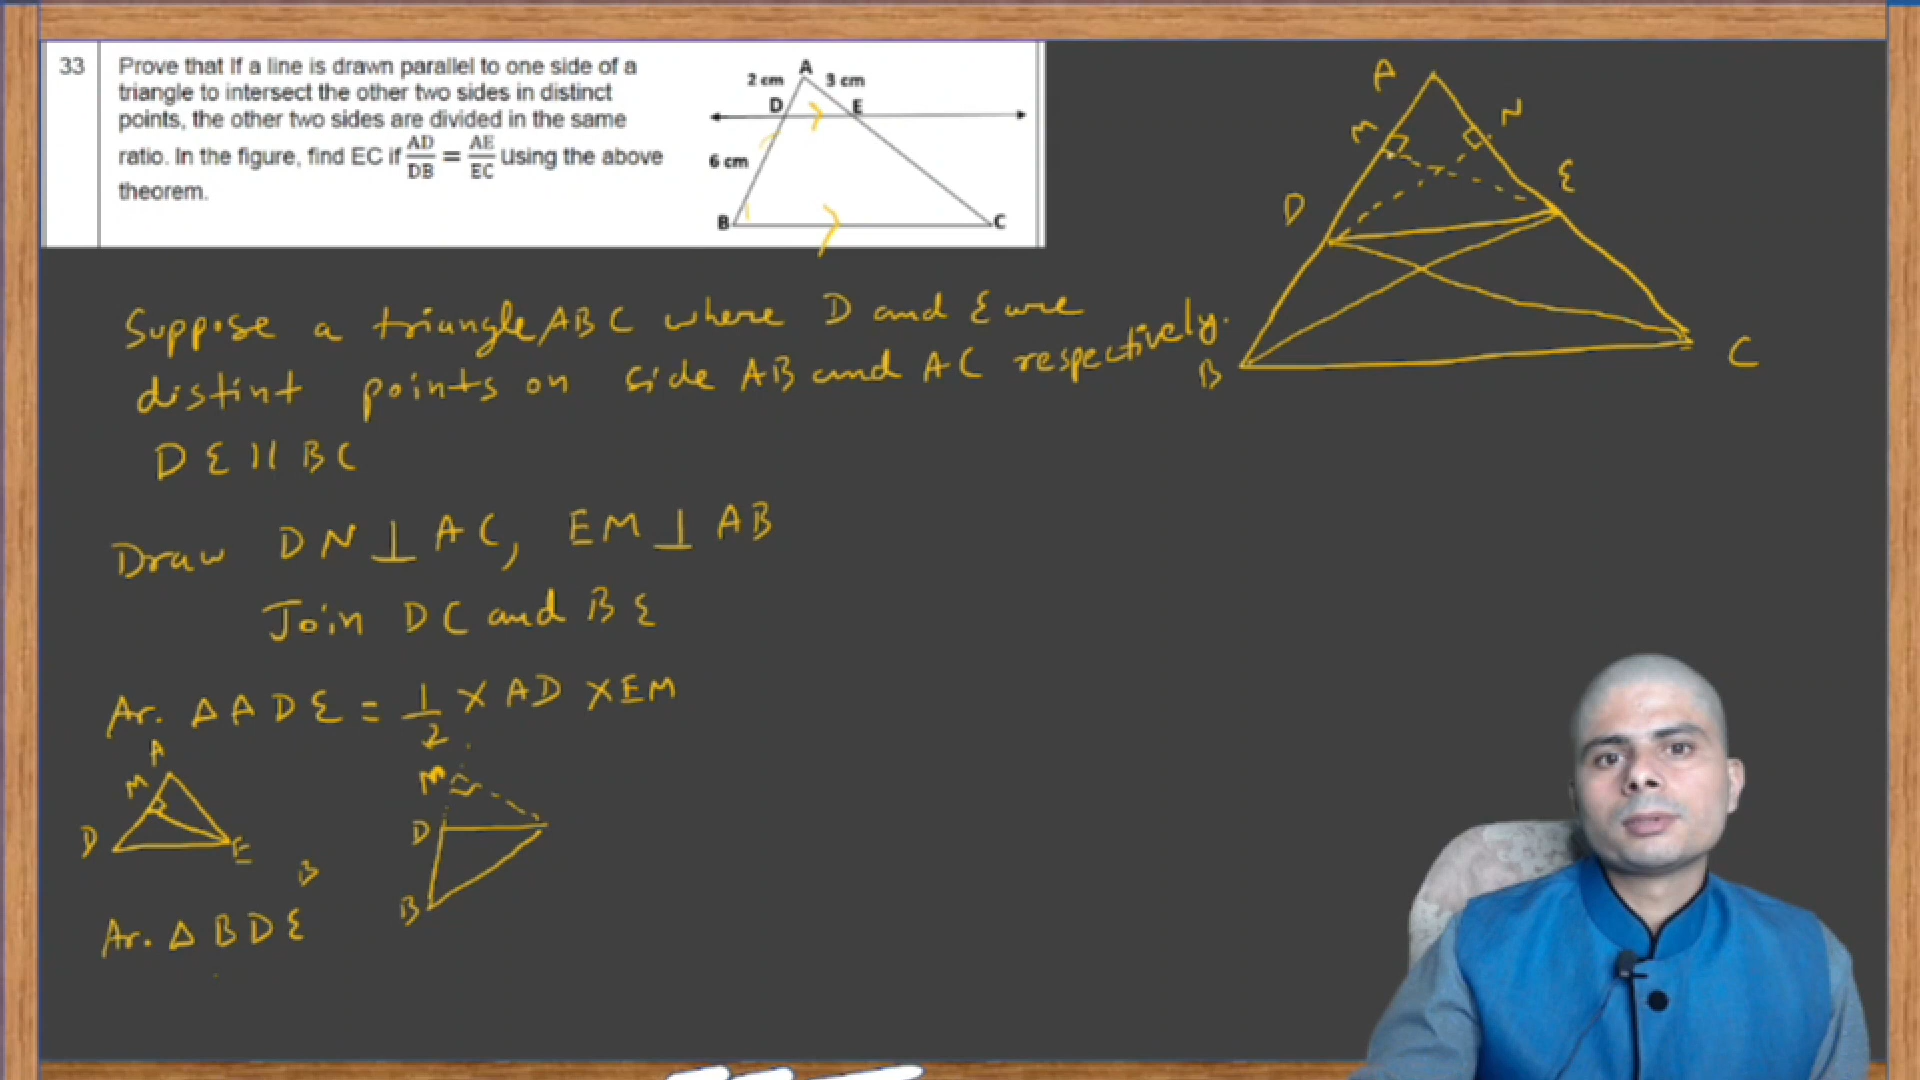 33
Prove that If a line is drawn parallel to one side of a
triangle to intersect the other two sides in distinct
points, the other two sides are divided in the same
ratio. In the figure, find EC if AD/DB = AE/EC Using the above
theorem.
A
2 cm
3 cm
D
E
6 cm
B
C
A
M
N
D
E
B
C
Suppose a triangle, ABC where D and E are
distint points on side AB and AC respectively.
DE || BC
Draw DN ⊥ AC, EM ⊥ AB
Join DC and BE
Ar. Δ ADE = 1/2 × AD × EM
A
M
D
E
B
M
D
B
Ar. Δ BDE